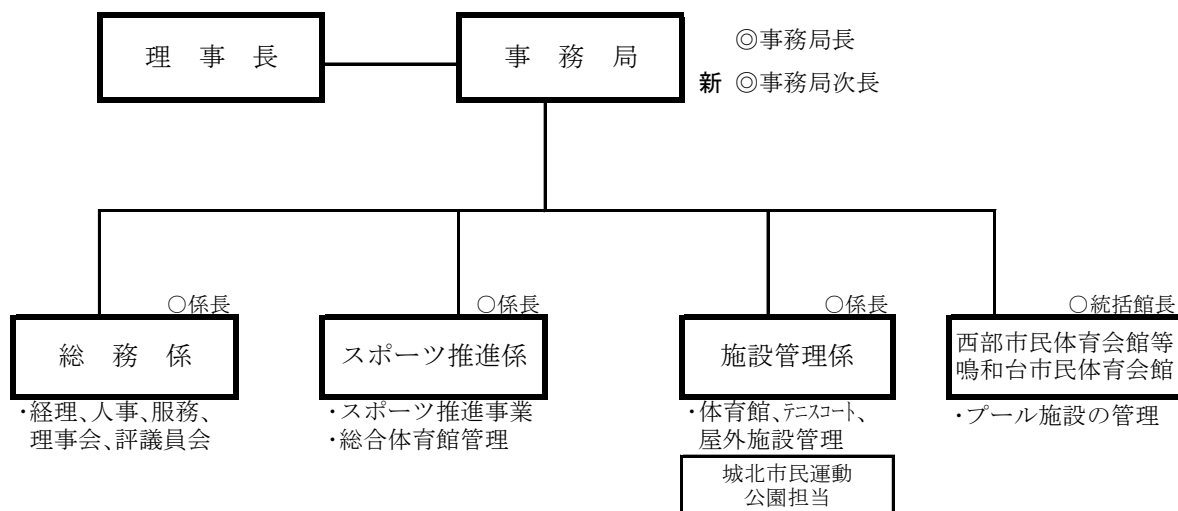 理 事 長
事 務 局
◎事務局長
新 ◎事務局次長
○係長
総 務 係
・経理、人事、服務、
理事会、評議員会
○係長
スポーツ推進係
・スポーツ推進事業
・総合体育館管理
○係長
施設管理係
・体育館、ﾃﾆｽｺｰﾄ、
屋外施設管理
城北市民運動
公園担当
○統括館長
西部市民体育会館等
鳴和台市民体育会館
・プール施設の管理